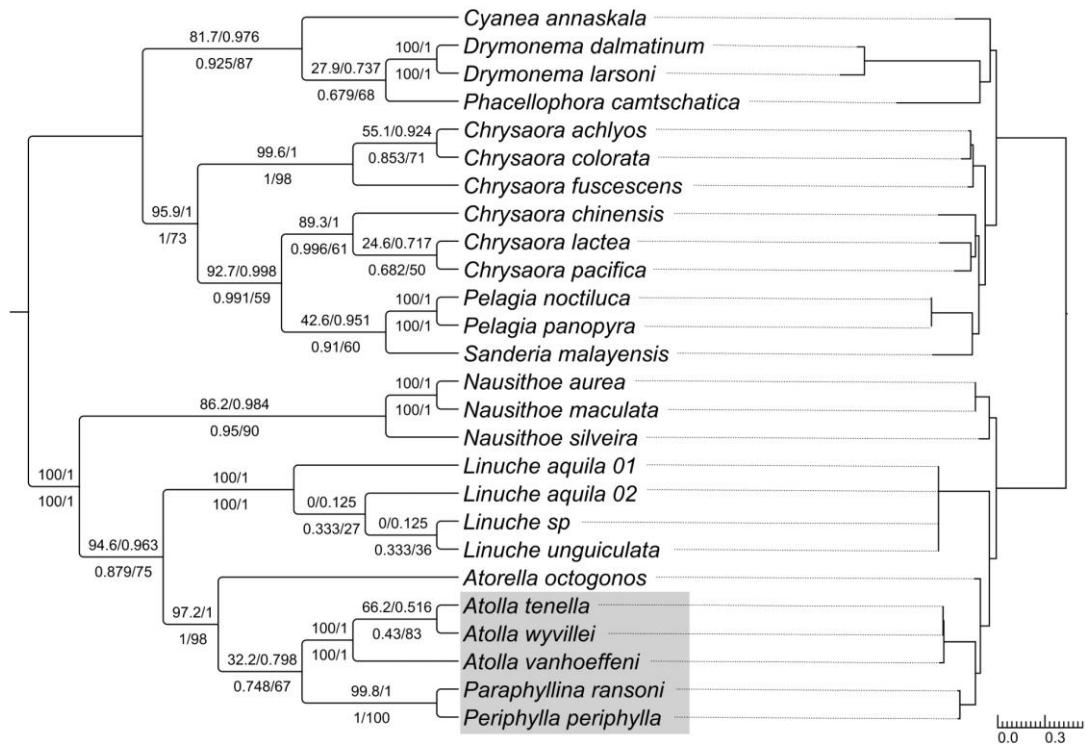 Cyanea annaskala
81.7/0.976
Drymonema dalmatinum
100/1
0.925/87
27.9/0.737
Drymonema larsoni
100/1
0.679/68
Phacellophora camtschatica
Chrysaora achlyos
55.1/0.924
99.6/1
Chrysaora colorata
0.853/71
1/98
Chrysaora fuscescens
95.9/1
Chrysaora chinensis
89.3/1
1/73
Chrysaora lactea
24.6/0.717
0.996/61
92.7/0.998
Chrysaora pacifica
0.682/50
0.991/59
Pelagia noctiluca
100/1
42.6/0.951
Pelagia panopyra
100/1
0.91/60
Sanderia malayensis
Nausithoe aurea
100/1
86.2/0.984
Nausithoe maculata
100/1
0.95/90
Nausithoe silveira
Linuche aquila 01
100/1
100/1
Linuche aquila 02
100/1
100/1
0/0.125
Linuche sp
0/0.125
0.333/27
94.6/0.963
Linuche unguiculata
0.333/36
0.879/75
Atorella octogonos
Atolla tenella
66.2/0.516
97.2/1
Atolla wyvillei
100/1
0.43/83
1/98
Atolla vanhoeffeni
32.2/0.798
100/1
Paraphyllina ransoni
99.8/1
0.748/67
Periphylla periphylla
1/100
0.0 0.3